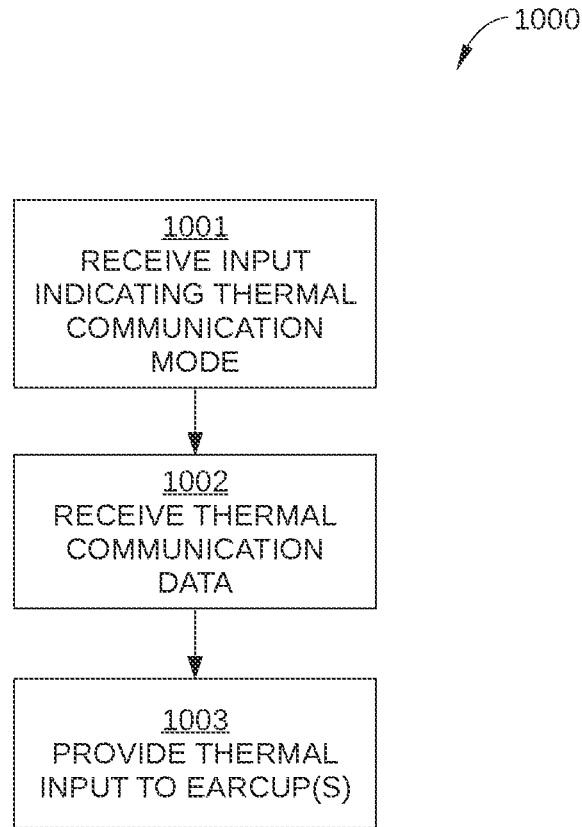 1000
1001
RECEIVE INPUT
INDICATING THERMAL
COMMUNICATION
MODE
1002
RECEIVE THERMAL
COMMUNICATION
DATA
1003
PROVIDE THERMAL
INPUT TO EARCUP(S)